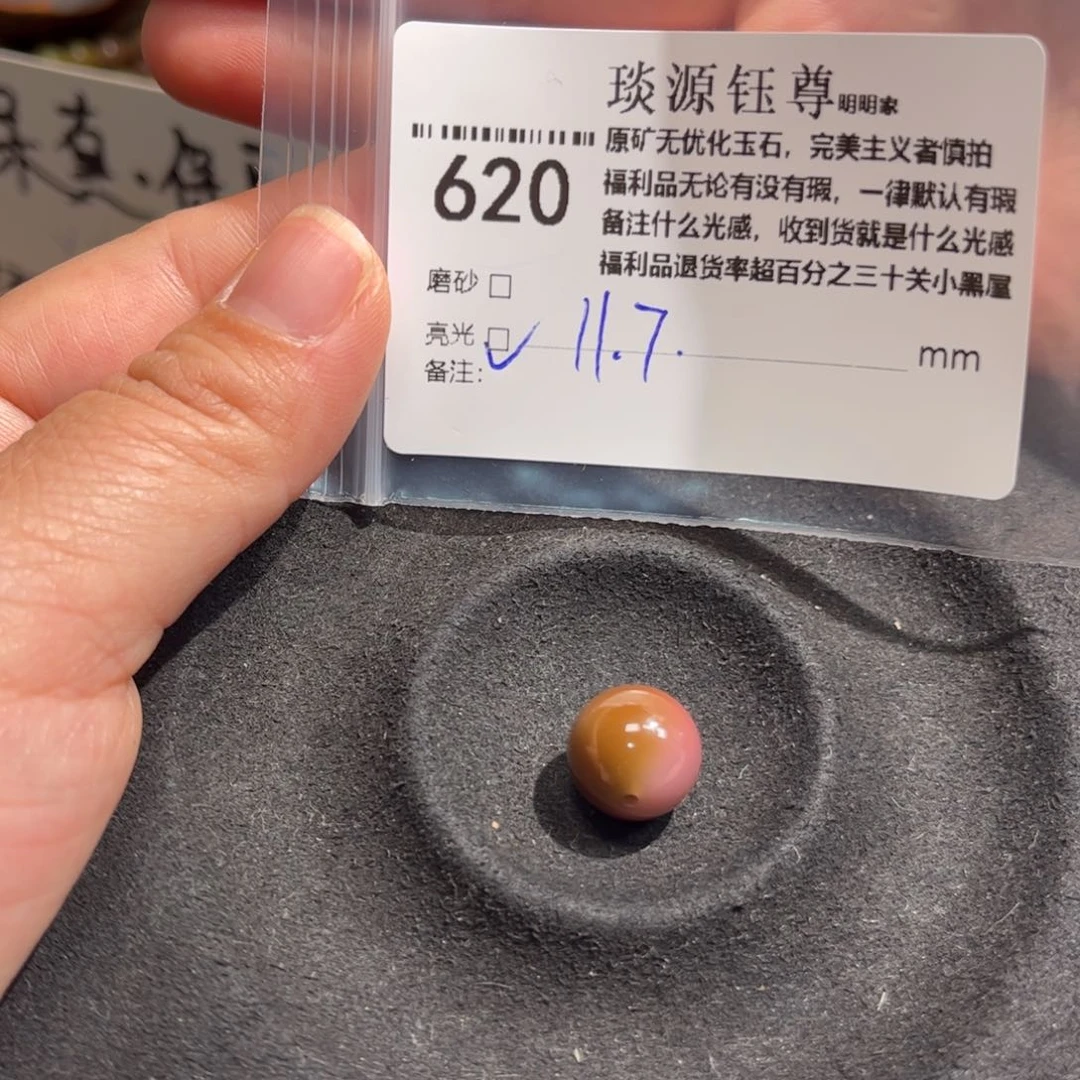 琰源钰尊明明家
原矿无优化玉石，完美主义者慎拍
620
福利品无论有没有瑕，一律默认有瑕
备注什么光感，收到货就是什么光感
福利品退货率超百分之三十关小黑屋
磨砂 □
亮光 □✓ 11.7. mm
备注：